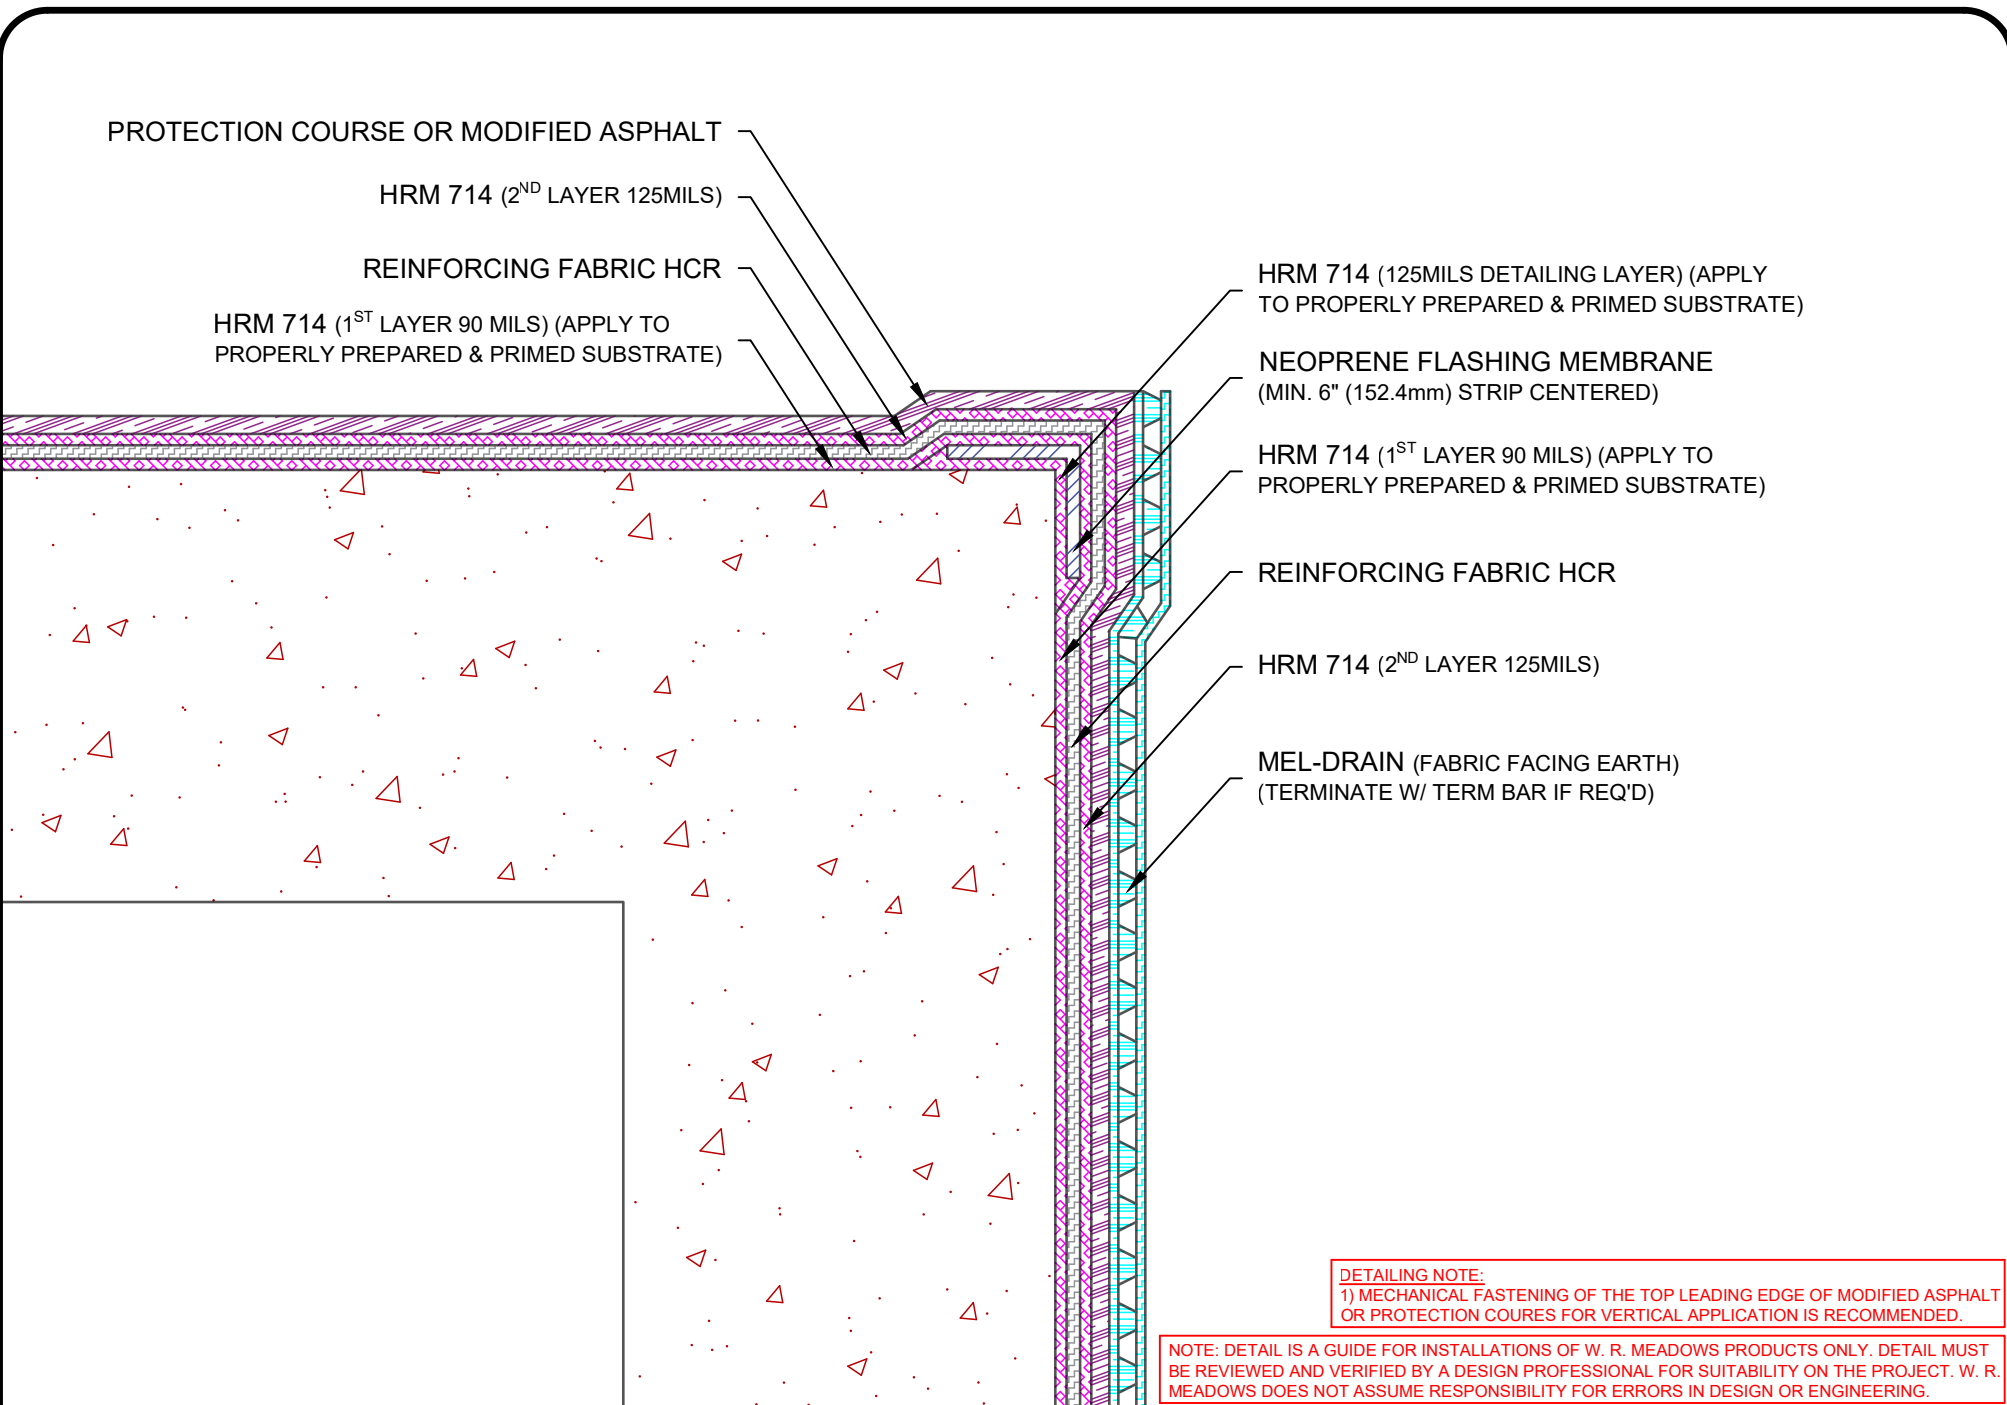 PROTECTION COURSE OR MODIFIED ASPHALT
HRM 714 (2ND LAYER 125MILS)
REINFORCING FABRIC HCR
HRM 714 (1ST LAYER 90 MILS) (APPLY TO
PROPERLY PREPARED & PRIMED SUBSTRATE)
HRM 714 (125MILS DETAILING LAYER) (APPLY
TO PROPERLY PREPARED & PRIMED SUBSTRATE)
NEOPRENE FLASHING MEMBRANE
(MIN. 6" (152.4mm) STRIP CENTERED)
HRM 714 (1ST LAYER 90 MILS) (APPLY TO
PROPERLY PREPARED & PRIMED SUBSTRATE)
REINFORCING FABRIC HCR
HRM 714 (2ND LAYER 125MILS)
MEL-DRAIN (FABRIC FACING EARTH)
(TERMINATE W/ TERM BAR IF REQ'D)
DETAILING NOTE:
1) MECHANICAL FASTENING OF THE TOP LEADING EDGE OF MODIFIED ASPHALT
OR PROTECTION COURES FOR VERTICAL APPLICATION IS RECOMMENDED.
NOTE: DETAIL IS A GUIDE FOR INSTALLATIONS OF W. R. MEADOWS PRODUCTS ONLY. DETAIL MUST
BE REVIEWED AND VERIFIED BY A DESIGN PROFESSIONAL FOR SUITABILITY ON THE PROJECT. W. R.
MEADOWS DOES NOT ASSUME RESPONSIBILITY FOR ERRORS IN DESIGN OR ENGINEERING.